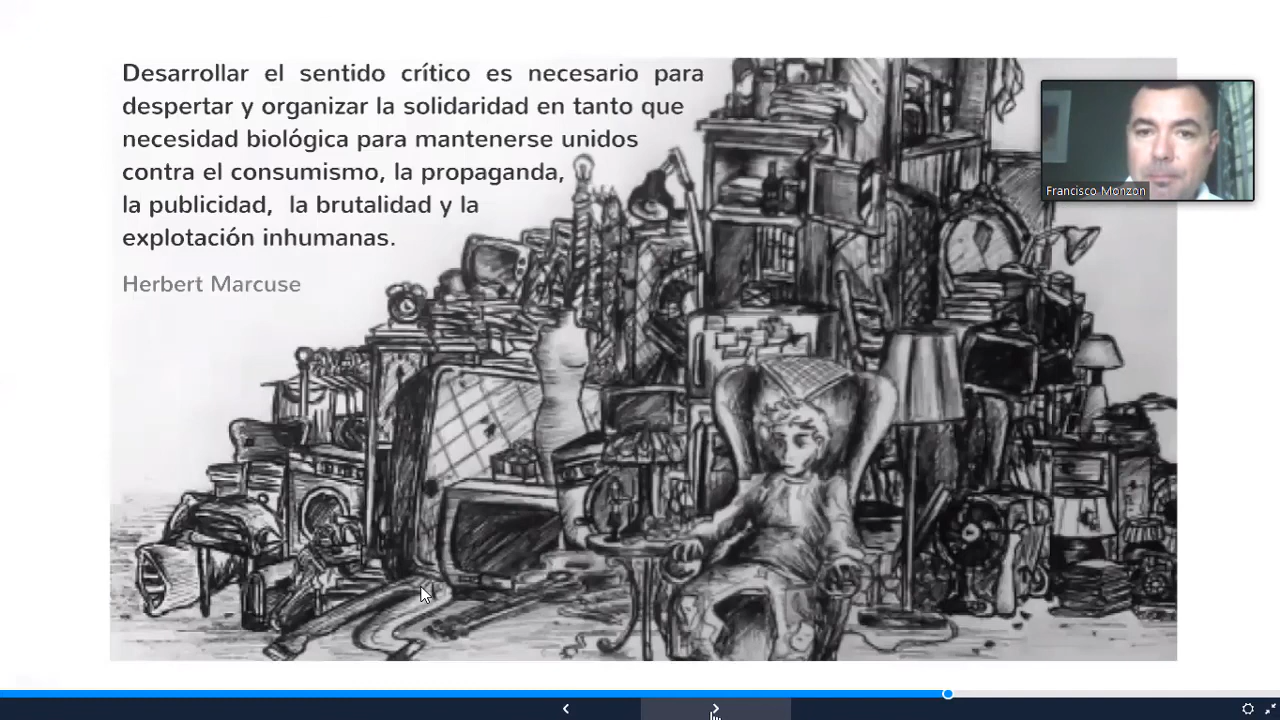 Desarrollar el sentido crítico es necesario para
despertar y organizar la solidaridad en tanto que
necesidad biológica para mantenerse unidos
contra el consumismo, la propaganda,
la publicidad, la brutalidad y la
explotación inhumanas.
Herbert Marcuse
Francisco Monzon